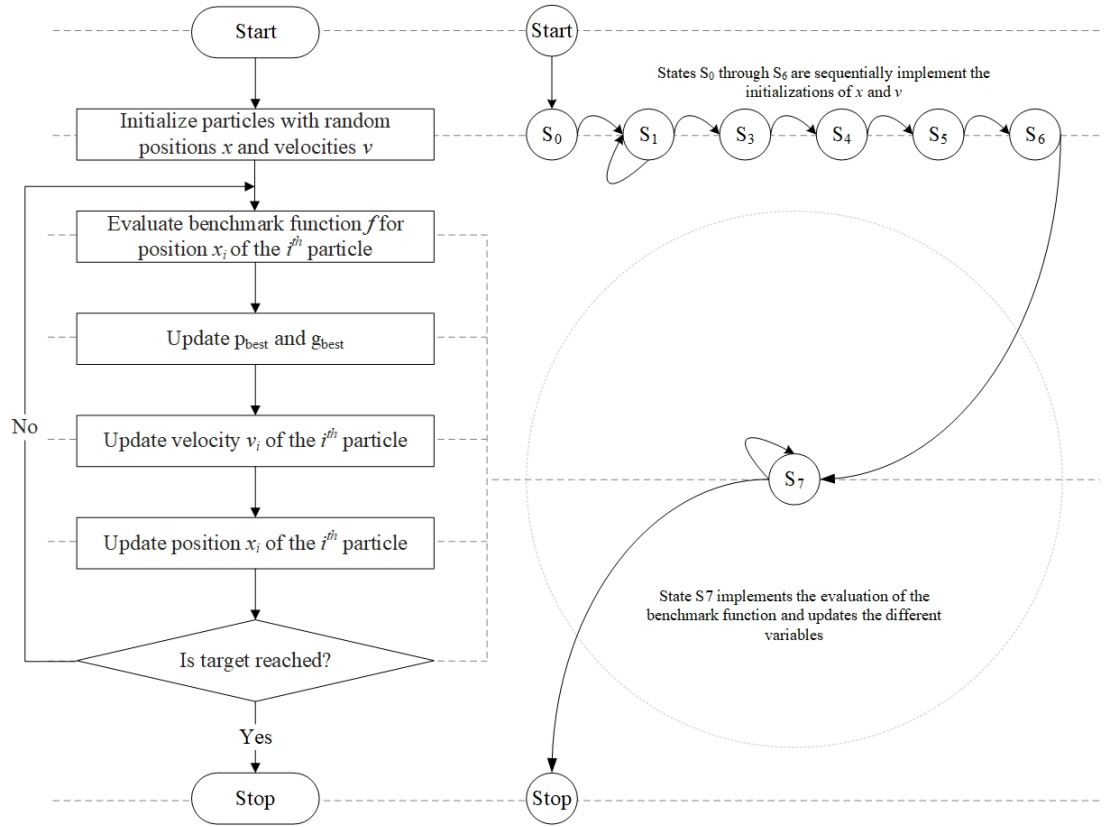 Start
Initialize particles with random
positions x and velocities v
Evaluate benchmark function f for
position xᵢ of the iᵗʰ particle
Update p_best and g_best
No
Update velocity vᵢ of the iᵗʰ particle
Update position xᵢ of the iᵗʰ particle
Is target reached?
Yes
Stop
Start
States S₀ through S₆ are sequentially implement the
initializations of x and v
S₀
S₁
S₃
S₄
S₅
S₆
S₇
State S7 implements the evaluation of the
benchmark function and updates the different
variables
Stop